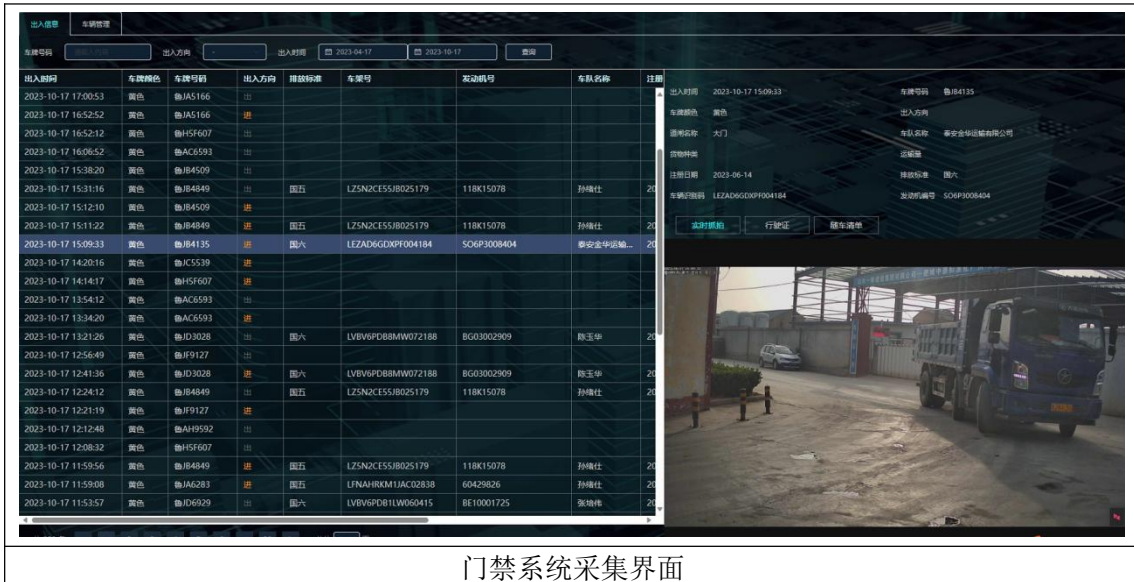 出入信息 车辆管理
车牌号码 出入方向 - 出入时间 2023-04-17 2023-10-17 查询
出入时间 车牌颜色 车牌号码 出入方向 排放标准 车架号 发动机号 车队名称 注册
2023-10-17 17:00:53 黄色 鲁JA5166 出
2023-10-17 16:52:52 黄色 鲁JA5166 进
2023-10-17 16:52:12 黄色 鲁H5F607 出
2023-10-17 16:06:52 黄色 鲁AC6593 出
2023-10-17 15:38:20 黄色 鲁JB4509 出
2023-10-17 15:31:16 黄色 鲁JB4849 出 国五 LZ5N2CE55JB025179 118K15078 孙绪仕 20
2023-10-17 15:12:10 黄色 鲁JB4509 进
2023-10-17 15:11:22 黄色 鲁JB4849 进 国五 LZ5N2CE55JB025179 118K15078 孙绪仕 20
2023-10-17 15:09:33 黄色 鲁JB4135 进 国六 LEZAD6GDXPF004184 SO6P3008404 泰安金华运输... 20
2023-10-17 14:20:16 黄色 鲁JC5539 进
2023-10-17 14:14:17 黄色 鲁H5F607 进
2023-10-17 13:54:12 黄色 鲁AC6593 出
2023-10-17 13:34:20 黄色 鲁AC6593 进
2023-10-17 13:21:26 黄色 鲁JD3028 出 国六 LVBV6PDB8MW072188 BG03002909 陈玉华 20
2023-10-17 12:56:49 黄色 鲁JF9127 出
2023-10-17 12:41:36 黄色 鲁JD3028 进 国六 LVBV6PDB8MW072188 BG03002909 陈玉华 20
2023-10-17 12:24:12 黄色 鲁JB4849 出 国五 LZ5N2CE55JB025179 118K15078 孙绪仕 20
2023-10-17 12:21:19 黄色 鲁JF9127 进
2023-10-17 12:12:48 黄色 鲁AH9592 出
2023-10-17 12:08:32 黄色 鲁H5F607 出
2023-10-17 11:59:56 黄色 鲁JB4849 进 国五 LZ5N2CE55JB025179 118K15078 孙绪仕 20
2023-10-17 11:59:08 黄色 鲁JA6283 进 国五 LFNAHRKM1JAC02838 60429826 孙绪仕 20
2023-10-17 11:53:57 黄色 鲁JD6929 出 国六 LVBV6PDB1LW060415 BE10001725 张培伟 20
出入时间 2023-10-17 15:09:33 车牌号码 鲁JB4135
车牌颜色 黄色 出入方向
道闸名称 大门 车队名称 泰安金华运输有限公司
货物种类 运输量
注册日期 2023-06-14 排放标准 国六
车辆识别码 LEZAD6GDXPF004184 发动机编号 SO6P3008404
实时抓拍 行驶证 随车清单
门禁系统采集界面